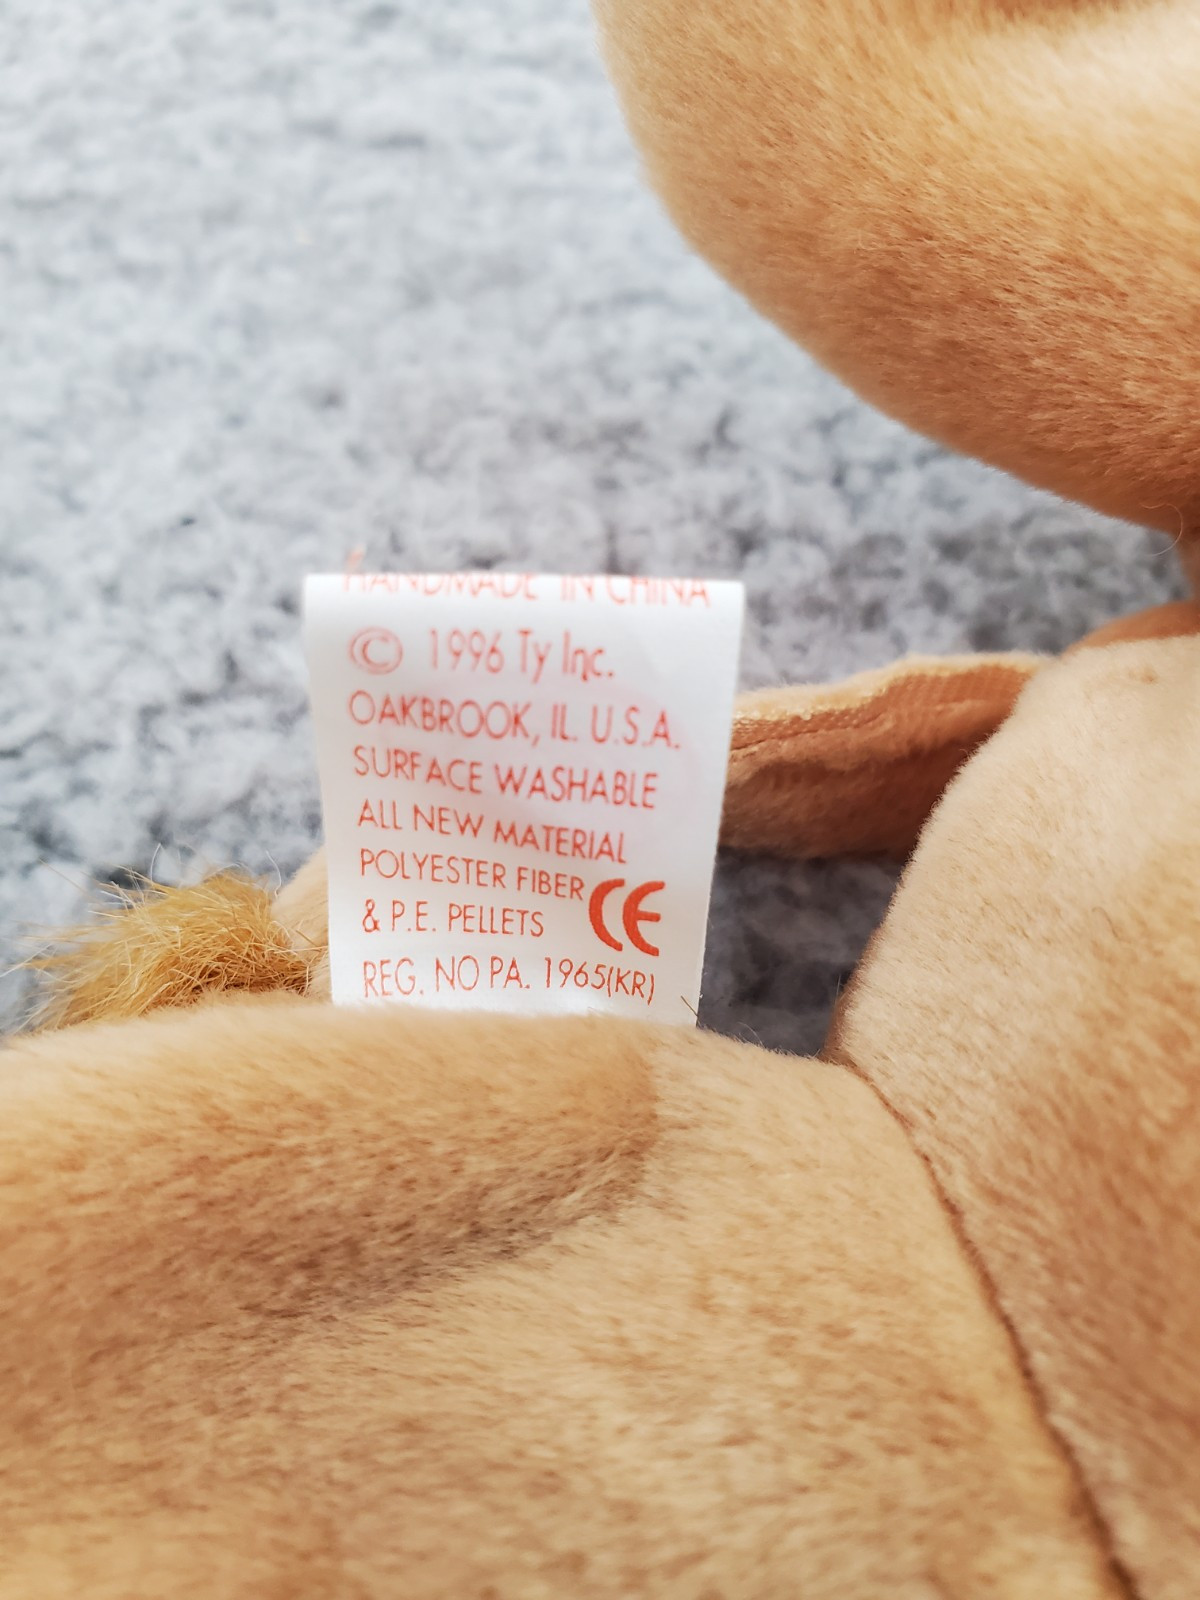 HANDMADE IN CHINA
© 1996 Ty Inc.
OAKBROOK, IL. U.S.A.
SURFACE WASHABLE
ALL NEW MATERIAL
POLYESTER FIBER
& P.E. PELLETS CE
REG. NO PA. 1965(KR)